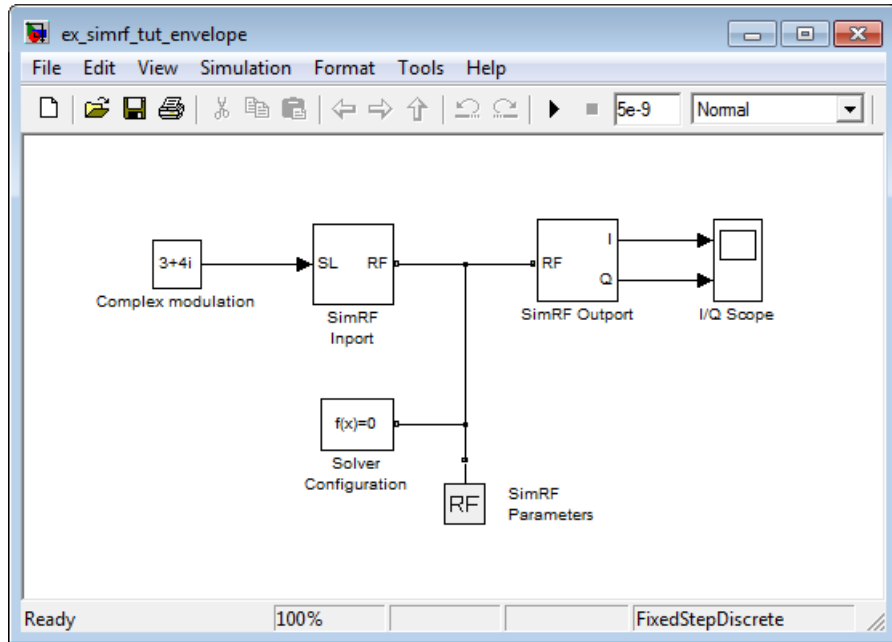 ex_simrf_tut_envelope
File Edit View Simulation Format Tools Help
5e-9 Normal
3+4i
Complex modulation
SL RF
SimRF
Inport
RF
I
Q
SimRF Outport
I/Q Scope
f(x)=0
Solver
Configuration
RF
SimRF
Parameters
Ready 100% FixedStepDiscrete